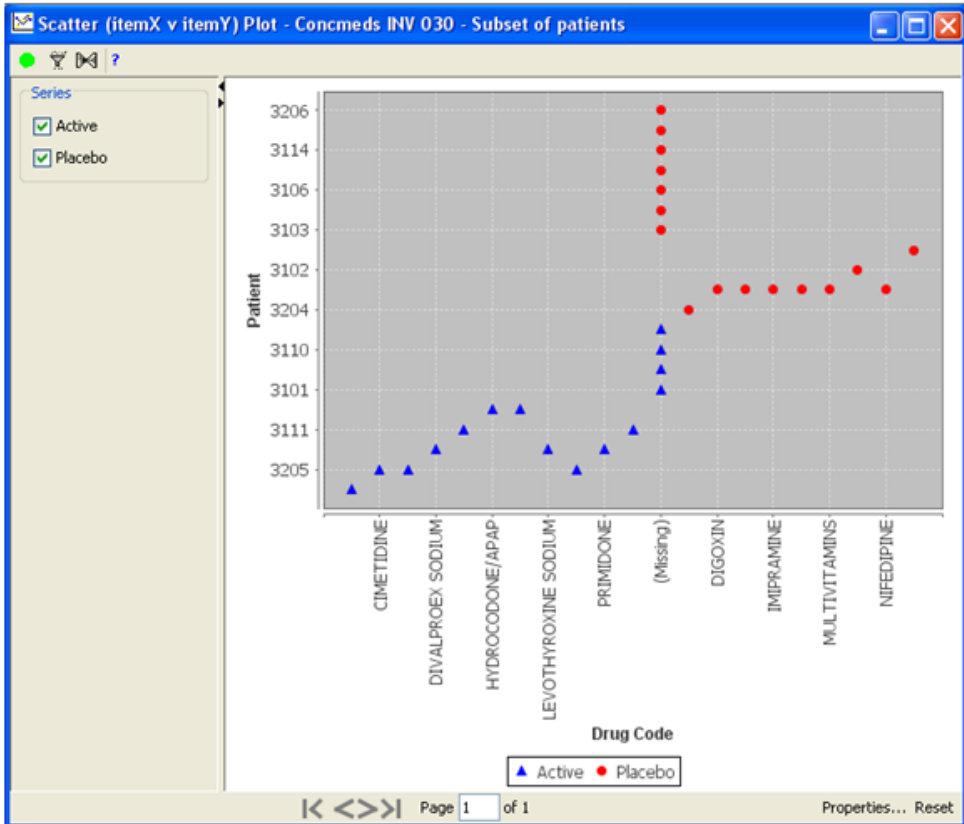 Scatter (itemX v itemY) Plot - Concmeds INV 030 - Subset of patients
?
Series
Active
Placebo
Patient
3206
3114
3106
3103
3102
3204
3110
3101
3111
3205
CIMETIDINE
DIVALPROEX SODIUM
HYDROCODONE/APAP
LEVOTHYROXINE SODIUM
PRIMIDONE
(Missing)
DIGOXIN
IMIPRAMINE
MULTIVITAMINS
NIFEDIPINE
Drug Code
Active Placebo
Page 1 of 1 Properties... Reset